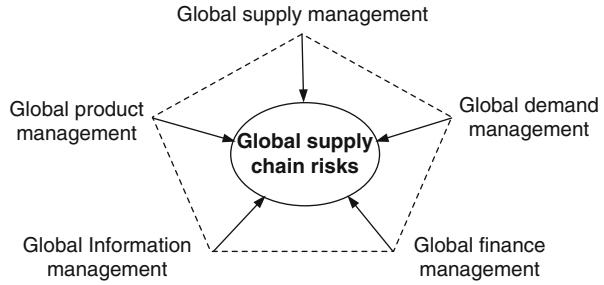 Global supply management
Global product
management
Global demand
management
Global supply
chain risks
Global Information
management
Global finance
management